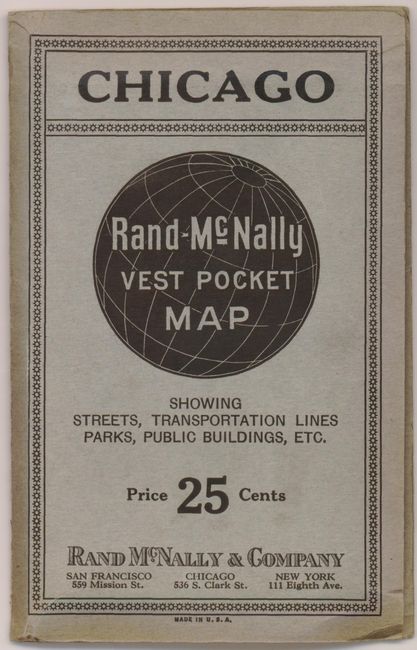 CHICAGO
Rand-McNally
VEST POCKET
MAP
SHOWING
STREETS, TRANSPORTATION LINES
PARKS, PUBLIC BUILDINGS, ETC.
Price 25 Cents
RAND McNALLY & COMPANY
SAN FRANCISCO CHICAGO NEW YORK
559 Mission St. 536 S. Clark St. 111 Eighth Ave.
MADE IN U. S. A.